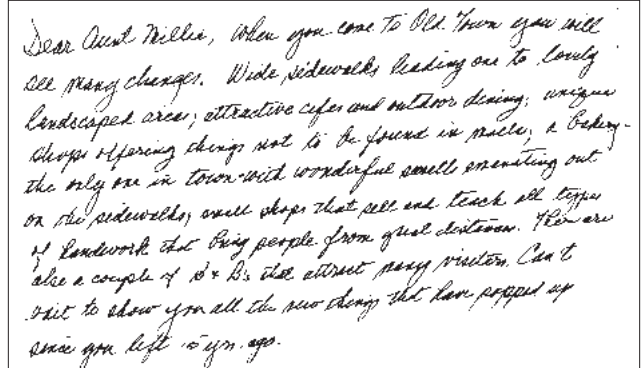 Dear Aunt Millie, When you come to Old Town you will
see many changes. Wide sidewalks leading one to lovely
landscaped areas; attractive cafes and outdoor dining; unique
shops offering things not to be found in malls; a bakery-
the only one in town-with wonderful smells emanating out
on the sidewalks; small shops that sell and teach all types
of handwork that bring people from great distances. There are
also a couple of B & B's that attract many visitors. Can't
wait to show you all the new things that have popped up
since you left 5 yrs. ago.